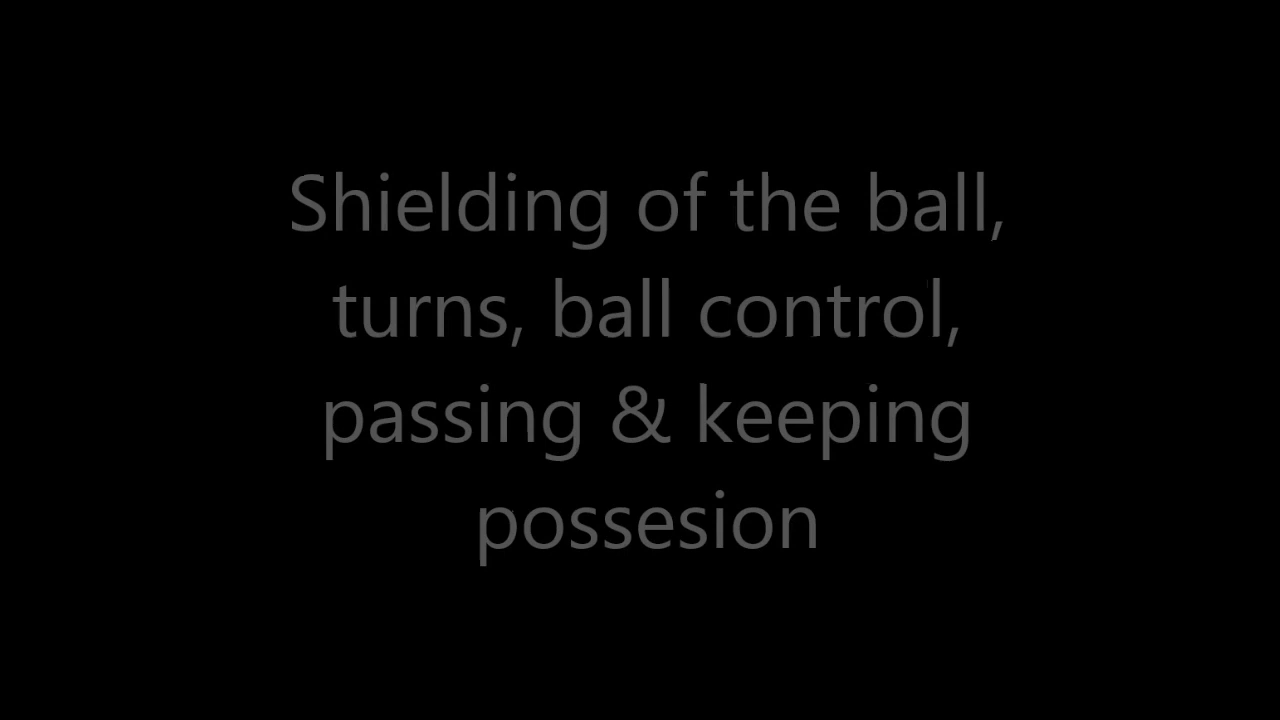 Shielding of the ball,
turns, ball control,
passing & keeping
possesion